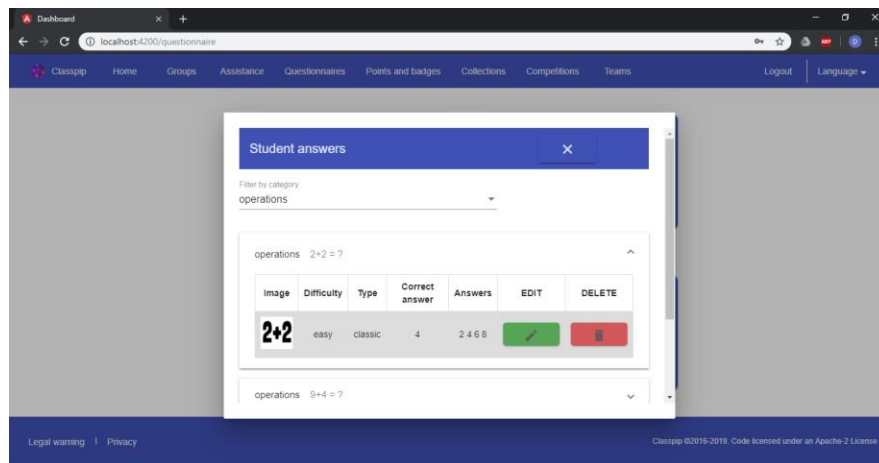 Dashboard
localhost:4200/questionnaire
Classpip Home Groups Assistance Questionnaires Points and badges Collections Competitions Teams Logout Language
Student answers
Filter by category
operations
operations 2+2 = ?
Image Difficulty Type Correct answer Answers EDIT DELETE
2+2 easy classic 4 2 4 6 8
operations 9+4 = ?
Legal warning | Privacy Classpip ©2016-2019. Code licensed under an Apache-2 License